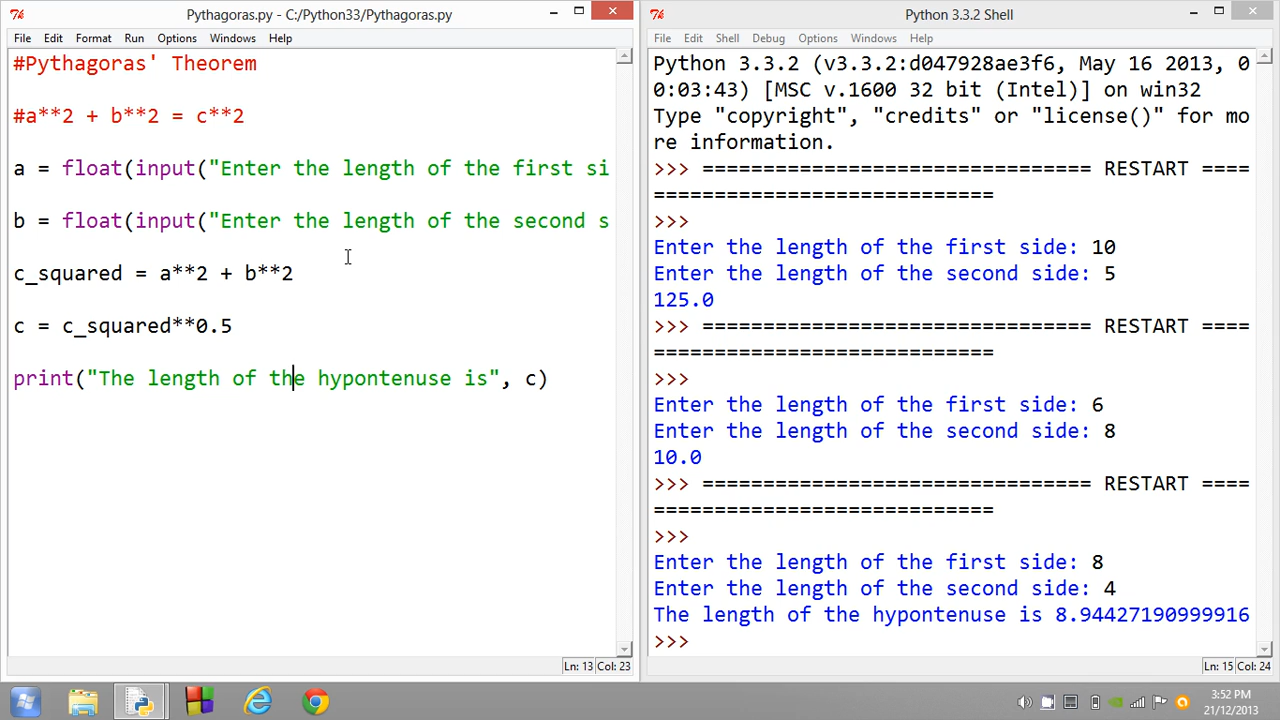 Pythagoras.py - C:/Python33/Pythagoras.py
File Edit Format Run Options Windows Help
#Pythagoras' Theorem
#a**2 + b**2 = c**2
a = float(input("Enter the length of the first si
b = float(input("Enter the length of the second s
c_squared = a**2 + b**2
c = c_squared**0.5
print("The length of the hypontenuse is", c)
Ln: 13 Col: 23
Python 3.3.2 Shell
File Edit Shell Debug Options Windows Help
Python 3.3.2 (v3.3.2:d047928ae3f6, May 16 2013, 0
0:03:43) [MSC v.1600 32 bit (Intel)] on win32
Type "copyright", "credits" or "license()" for mo
re information.
>>> ================================ RESTART ====
============================
>>>
Enter the length of the first side: 10
Enter the length of the second side: 5
125.0
>>> ================================ RESTART ====
============================
>>>
Enter the length of the first side: 6
Enter the length of the second side: 8
10.0
>>> ================================ RESTART ====
============================
>>>
Enter the length of the first side: 8
Enter the length of the second side: 4
The length of the hypontenuse is 8.94427190999916
>>>
Ln: 15 Col: 24
3:52 PM
21/12/2013